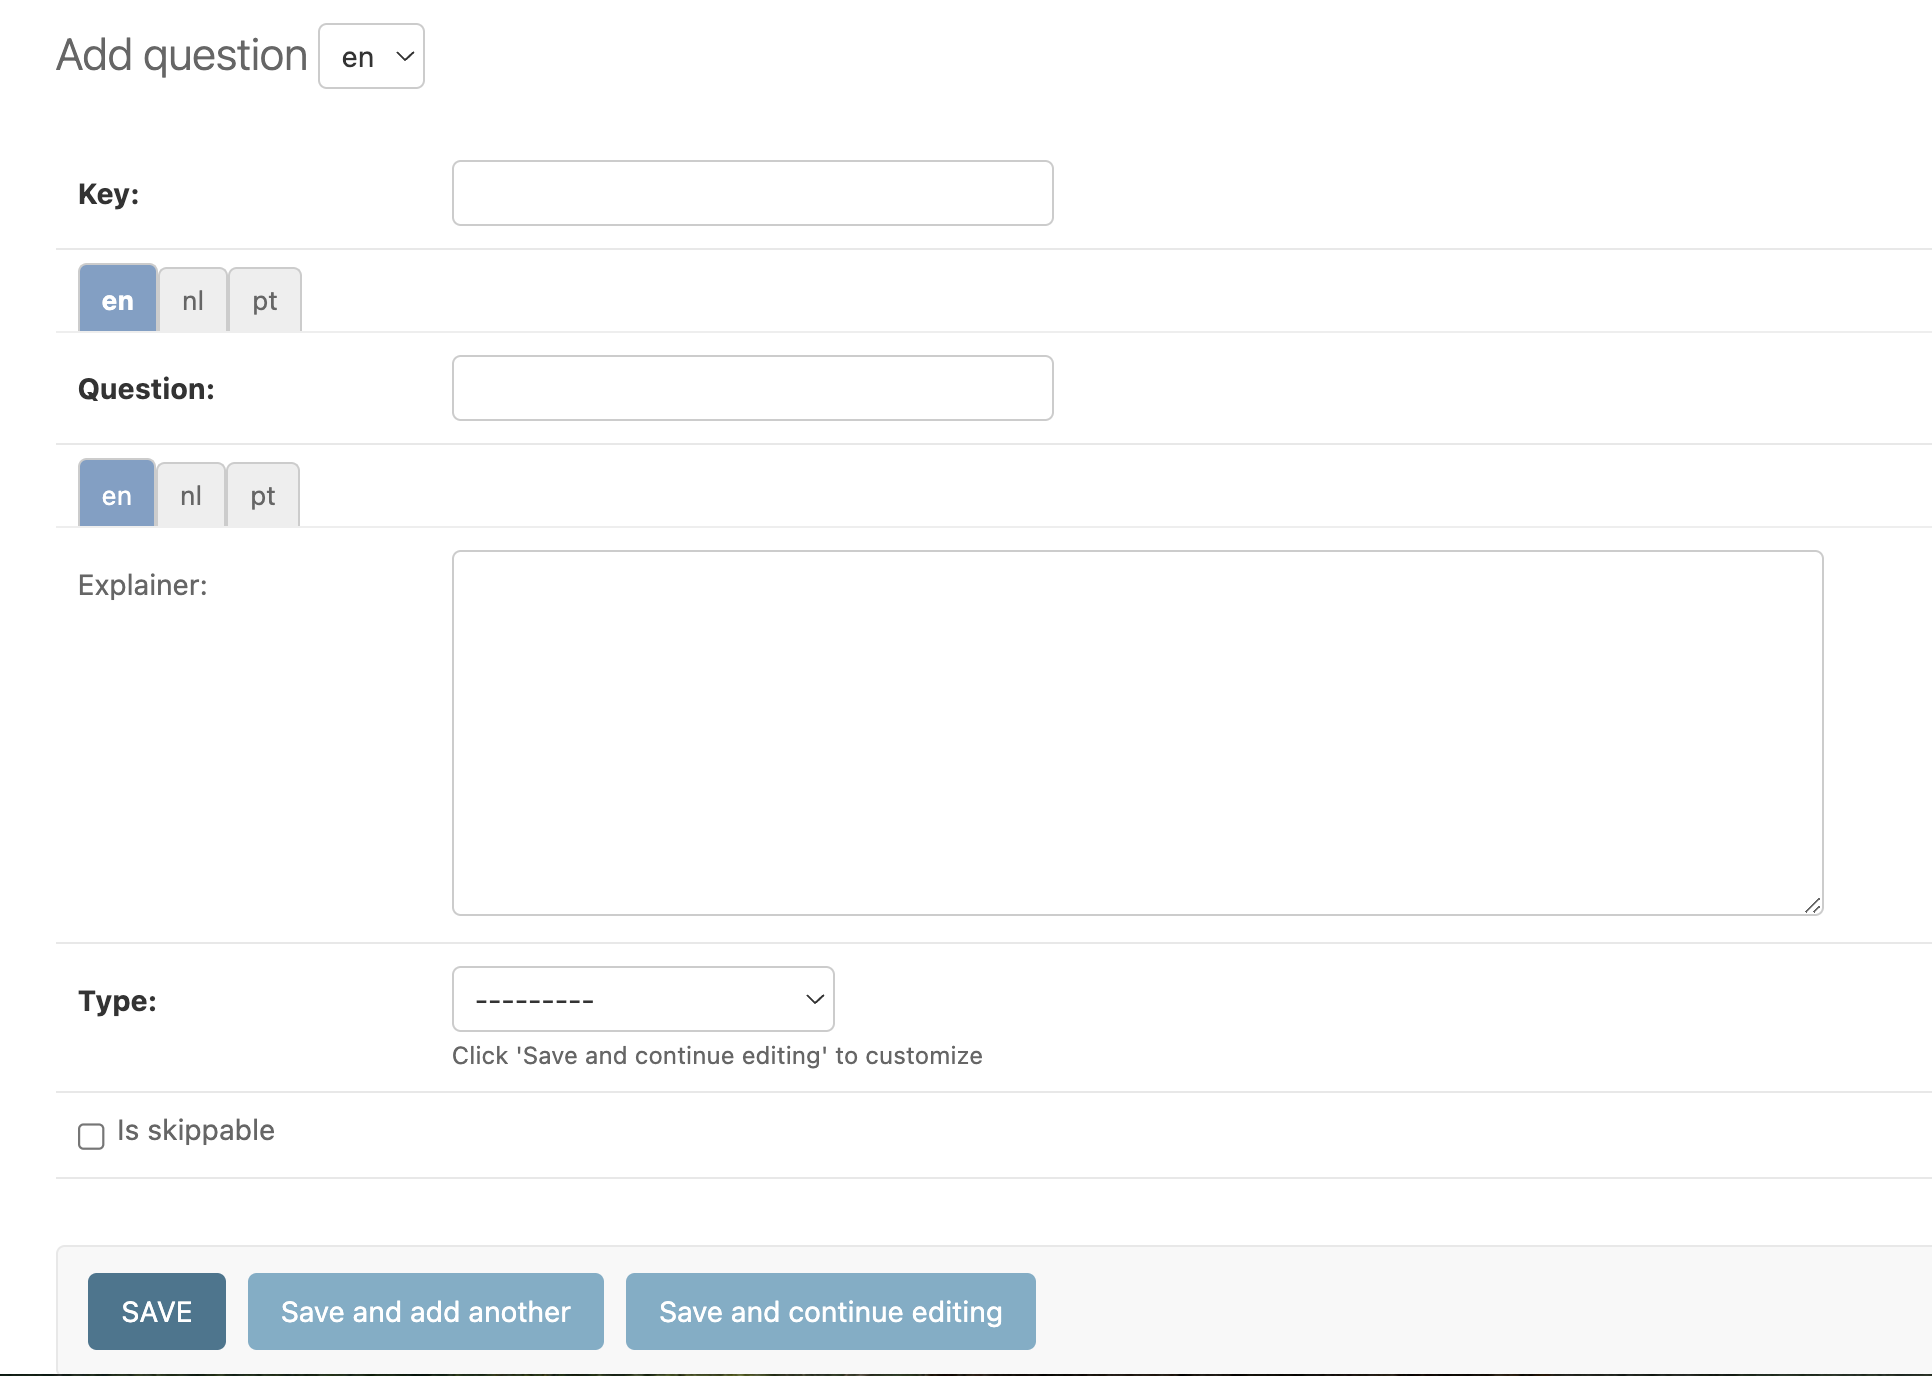 Add question en
Key:
en nl pt
Question:
en nl pt
Explainer:
Type: ---------
Click 'Save and continue editing' to customize
Is skippable
SAVE Save and add another Save and continue editing